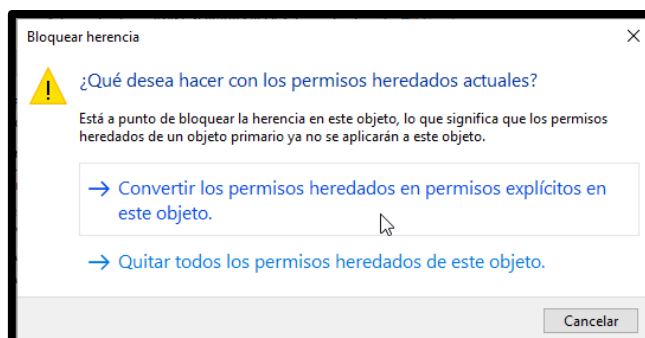 Bloquear herencia
¿Qué desea hacer con los permisos heredados actuales?
Está a punto de bloquear la herencia en este objeto, lo que significa que los permisos
heredados de un objeto primario ya no se aplicarán a este objeto.
Convertir los permisos heredados en permisos explícitos en
este objeto.
Quitar todos los permisos heredados de este objeto.
Cancelar